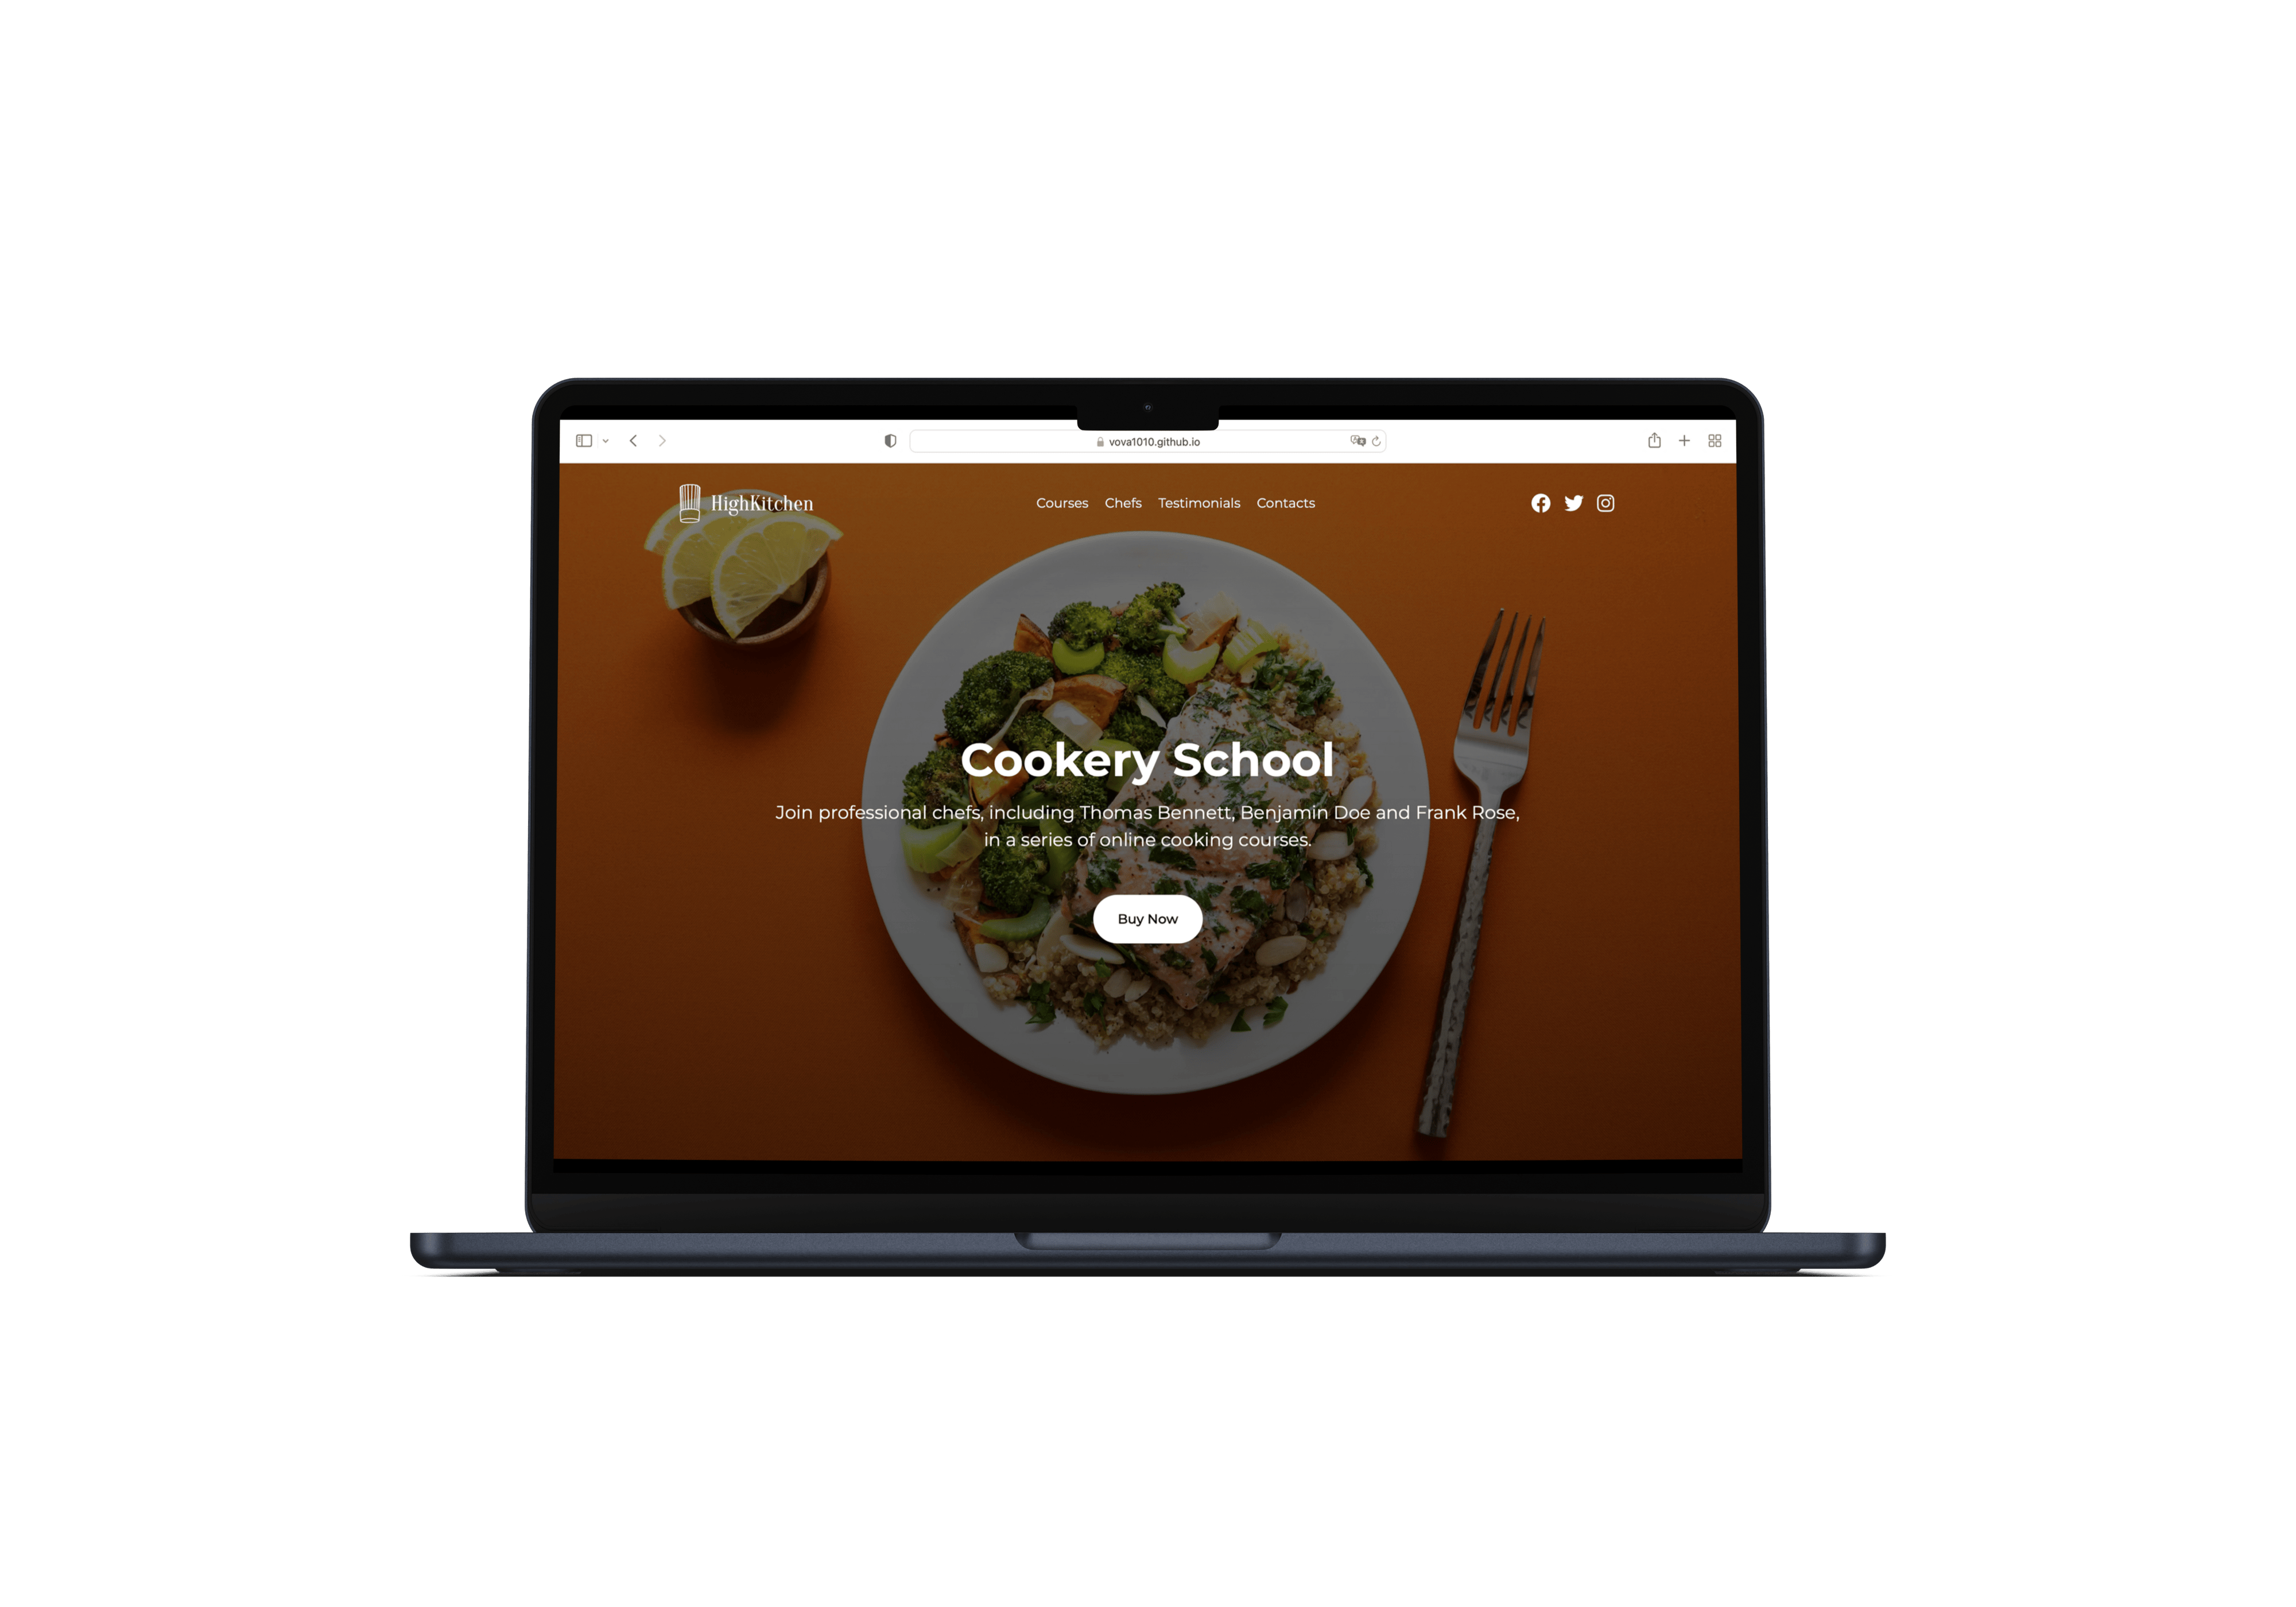 vova1010.github.io
HighKitchen
Courses Chefs Testimonials Contacts
Cookery School
Join professional chefs, including Thomas Bennett, Benjamin Doe and Frank Rose,
in a series of online cooking courses.
Buy Now